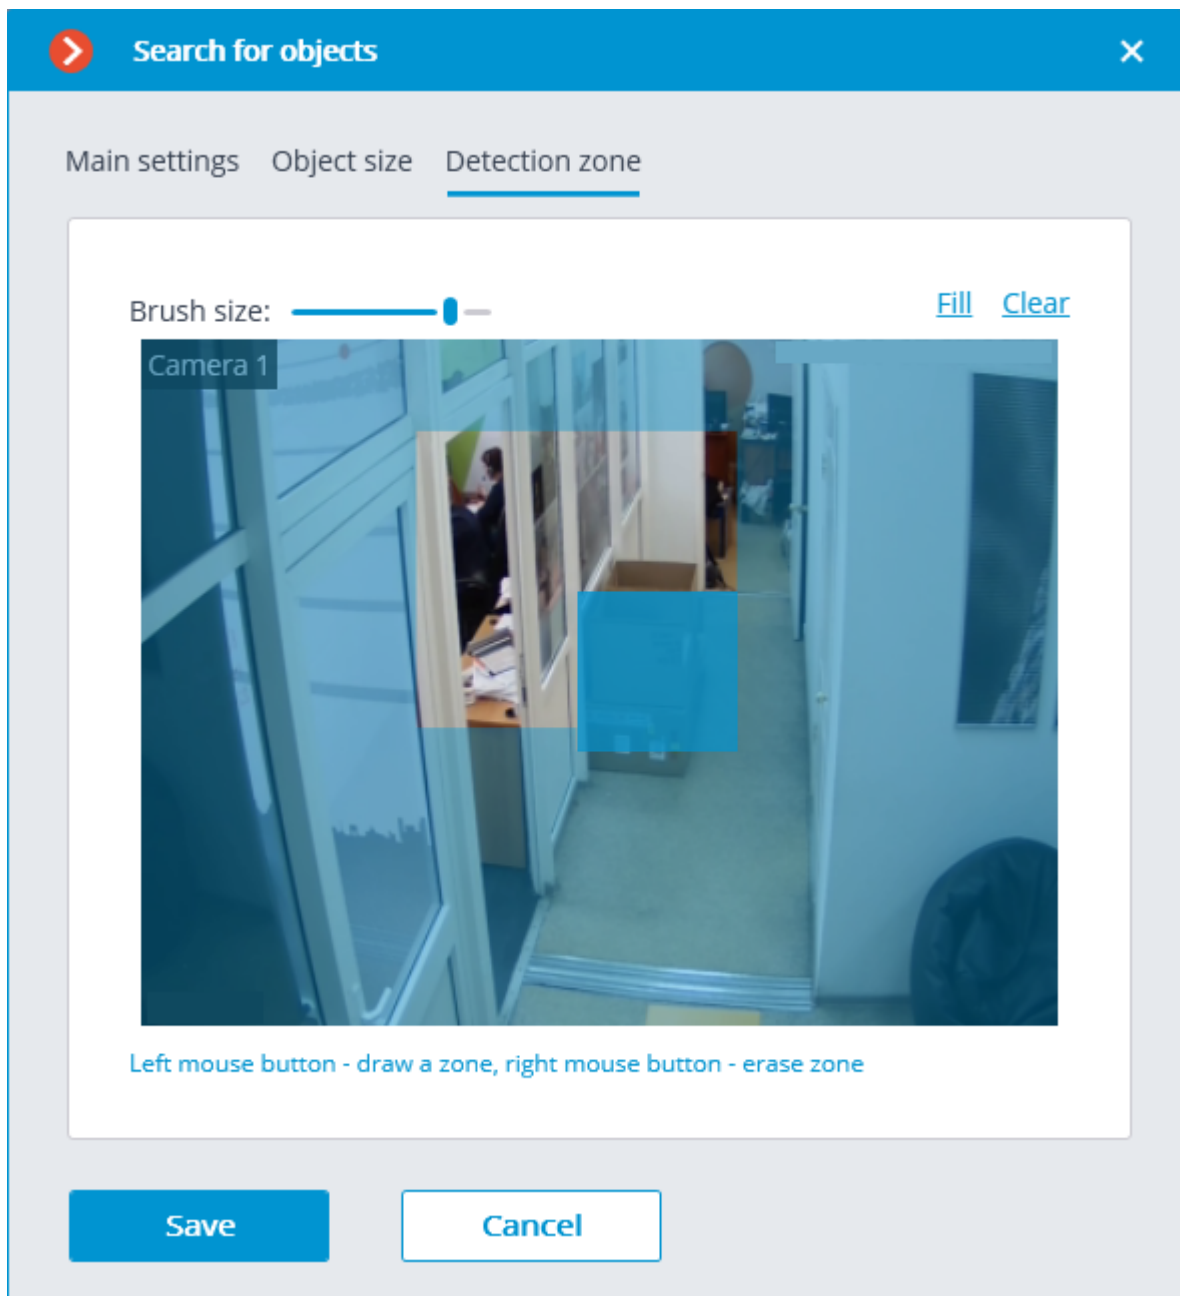 Search for objects
Main settings Object size Detection zone
Brush size: Fill Clear
Camera 1
Left mouse button - draw a zone, right mouse button - erase zone
Save Cancel